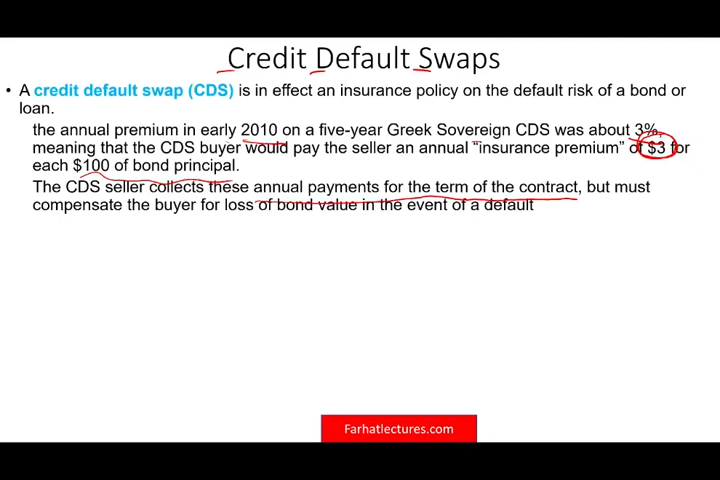 Credit Default Swaps
• A credit default swap (CDS) is in effect an insurance policy on the default risk of a bond or
loan.
the annual premium in early 2010 on a five-year Greek Sovereign CDS was about 3%,
meaning that the CDS buyer would pay the seller an annual “insurance premium” of $3 for
each $100 of bond principal.
The CDS seller collects these annual payments for the term of the contract, but must
compensate the buyer for loss of bond value in the event of a default
Farhatlectures.com